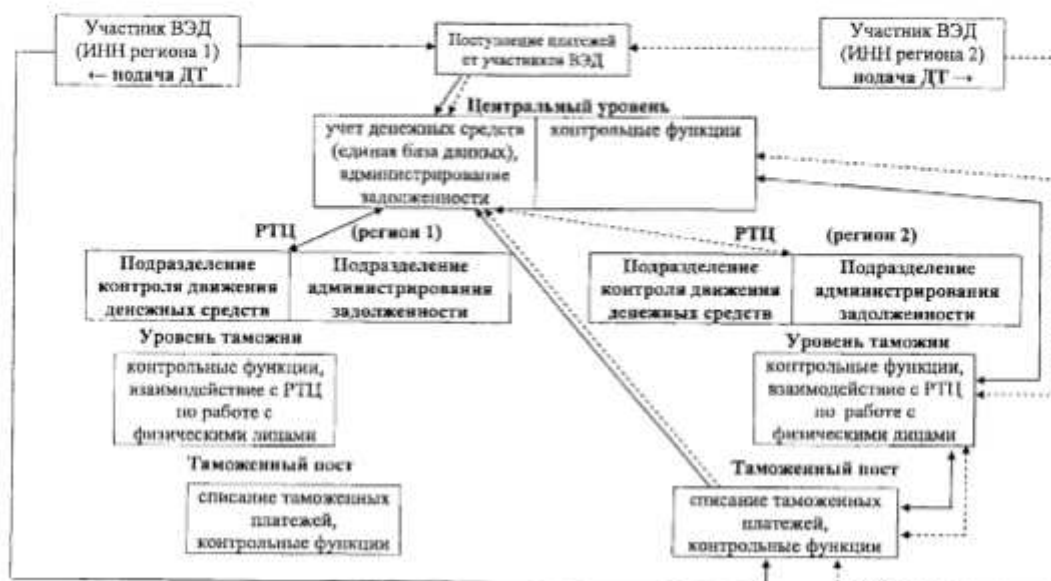 Участник ВЭД
(ИНН региона 1)
← подача ДТ
Поступление платежей
от участников ВЭД
Участник ВЭД
(ИНН региона 2)
подача ДТ →
Центральный уровень
учет денежных средств
(единая база данных),
администрирование
задолженности
контрольные функции
РТЦ (регион 1)
Подразделение
контроля движения
денежных средств
Подразделение
администрирования
задолженности
РТЦ (регион 2)
Подразделение
контроля движения
денежных средств
Подразделение
администрирования
задолженности
Уровень таможни
контрольные функции,
взаимодействие с РТЦ
по работе с
физическими лицами
Уровень таможни
контрольные функции,
взаимодействие с РТЦ
по работе с
физическими лицами
Таможенный пост
списание таможенных
платежей,
контрольные функции
Таможенный пост
списание таможенных
платежей,
контрольные функции